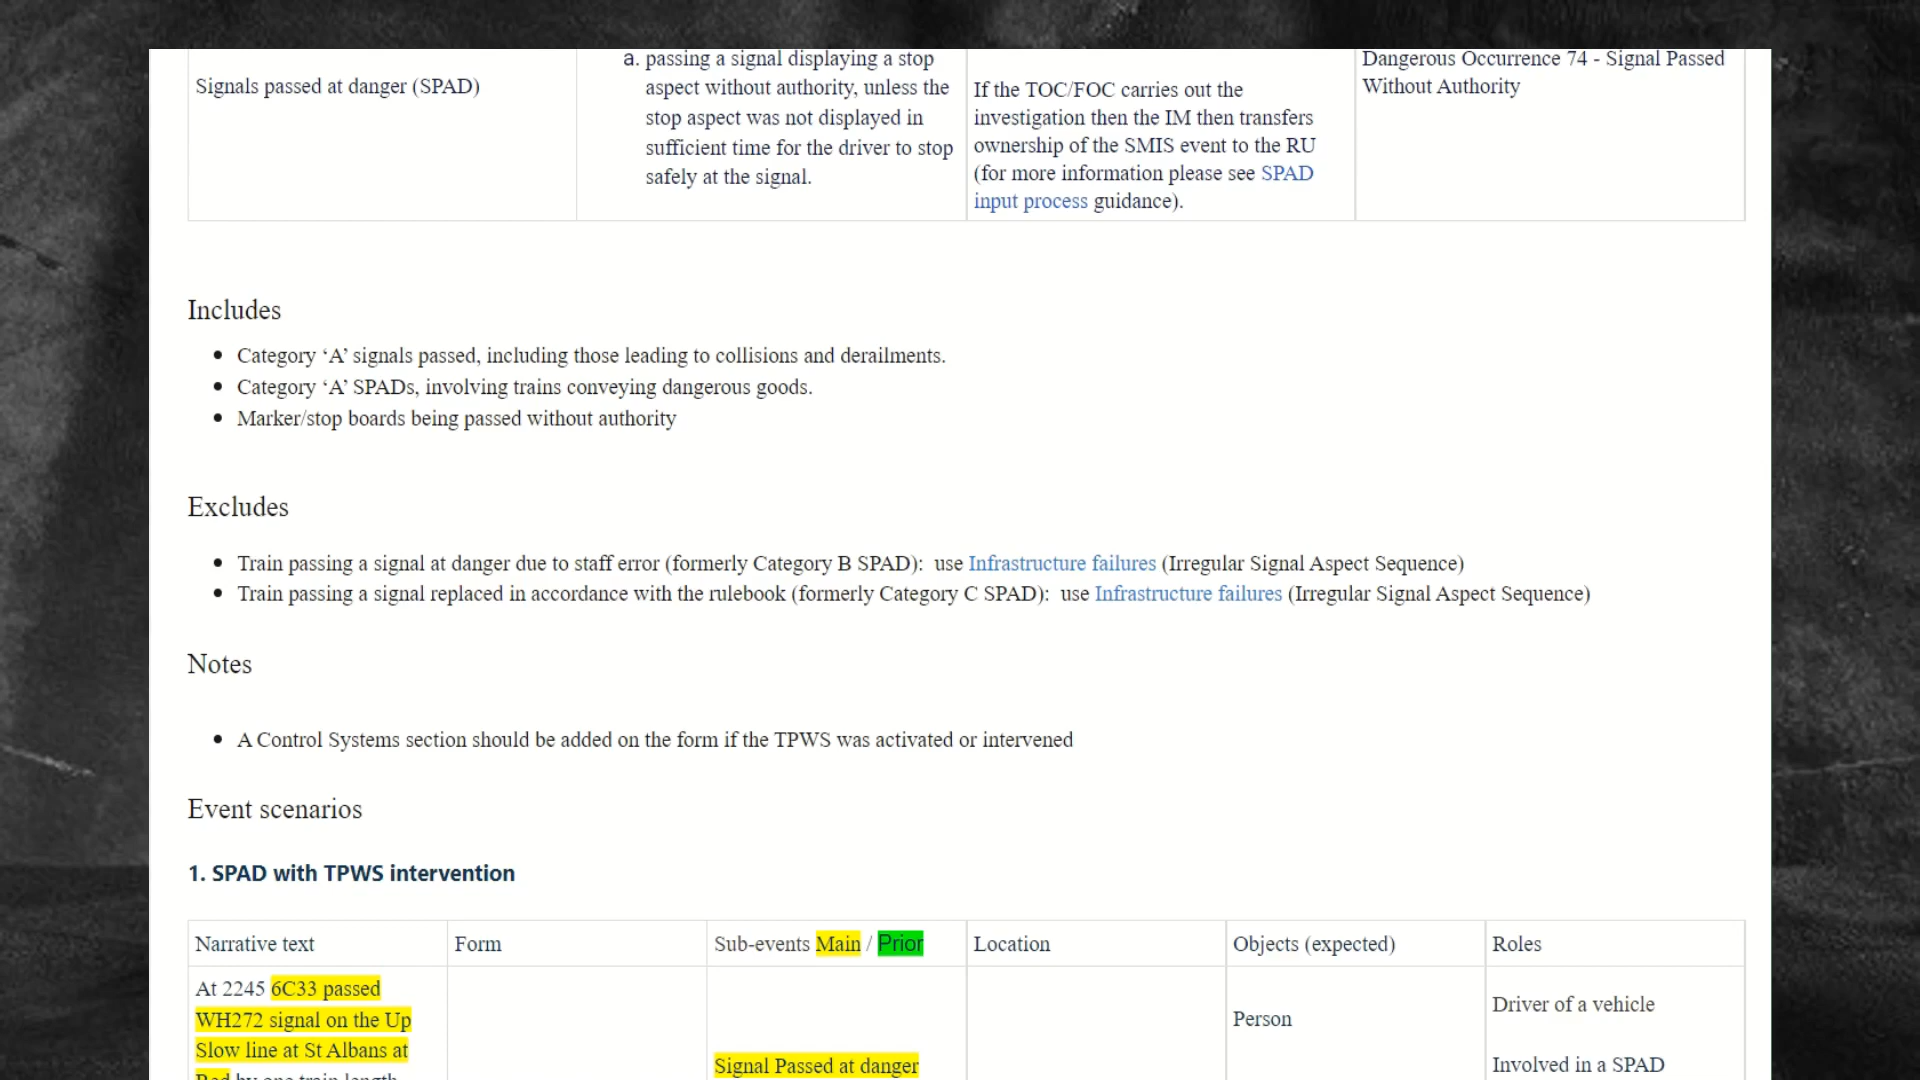 Signals passed at danger (SPAD)
a. passing a signal displaying a stop
aspect without authority, unless the
stop aspect was not displayed in
sufficient time for the driver to stop
safely at the signal.
If the TOC/FOC carries out the
investigation then the IM then transfers
ownership of the SMIS event to the RU
(for more information please see SPAD
input process guidance).
Dangerous Occurrence 74 - Signal Passed
Without Authority
Includes
• Category ‘A’ signals passed, including those leading to collisions and derailments.
• Category ‘A’ SPADs, involving trains conveying dangerous goods.
• Marker/stop boards being passed without authority
Excludes
• Train passing a signal at danger due to staff error (formerly Category B SPAD): use Infrastructure failures (Irregular Signal Aspect Sequence)
• Train passing a signal replaced in accordance with the rulebook (formerly Category C SPAD): use Infrastructure failures (Irregular Signal Aspect Sequence)
Notes
• A Control Systems section should be added on the form if the TPWS was activated or intervened
Event scenarios
1. SPAD with TPWS intervention
Narrative text
Form
Sub-events Main / Prior
Location
Objects (expected)
Roles
At 2245 6C33 passed
WH272 signal on the Up
Slow line at St Albans at
Red by one train length
Signal Passed at danger
Person
Driver of a vehicle
Involved in a SPAD